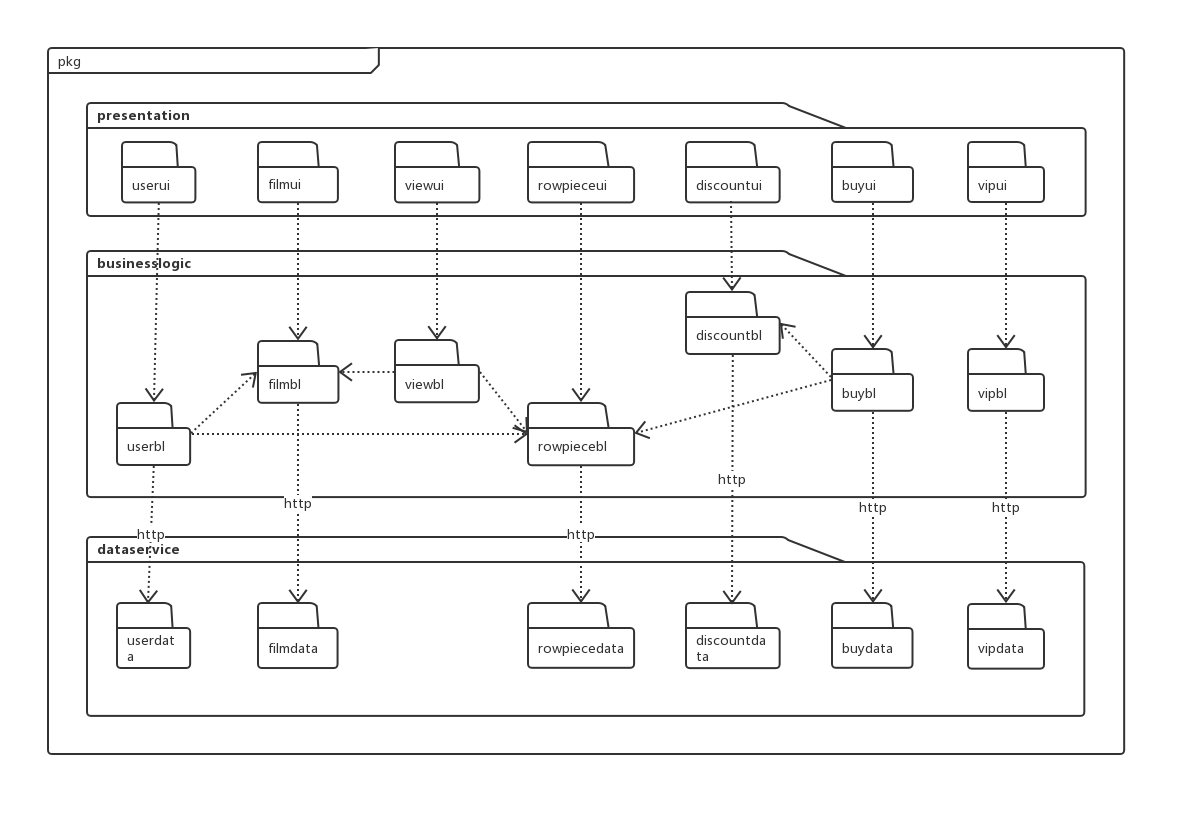 pkg
presentation
userui
filmui
viewui
rowpieceui
discountui
buyui
vipui
businesslogic
discountbl
filmbl
viewbl
buybl
vipbl
userbl
rowpiecebl
http
http
http
http
http
http
dataservice
userdat
a
filmdata
rowpiecedata
discountda
ta
buydata
vipdata